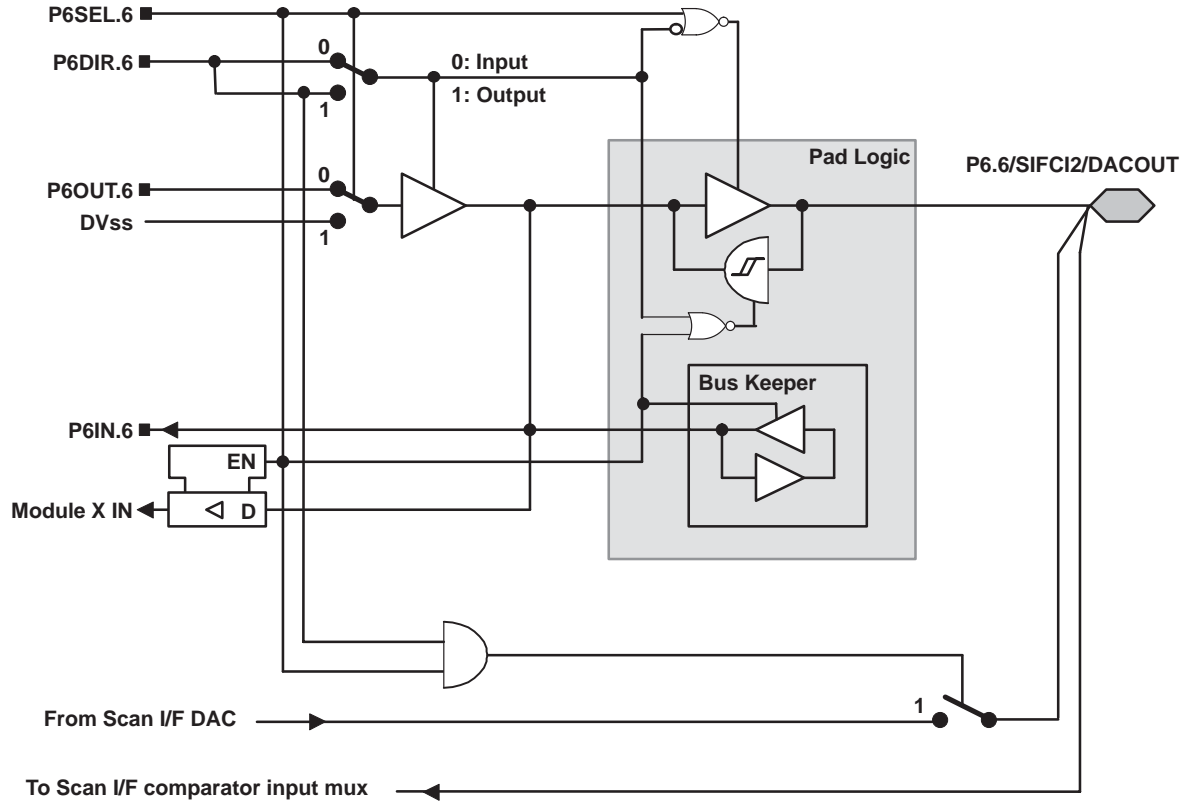 P6SEL.6
P6DIR.6
0
1
0: Input
1: Output
Pad Logic
P6.6/SIFCI2/DACOUT
P6OUT.6
0
DVss
1
Bus Keeper
P6IN.6
EN
Module X IN
D
From Scan I/F DAC
1
To Scan I/F comparator input mux